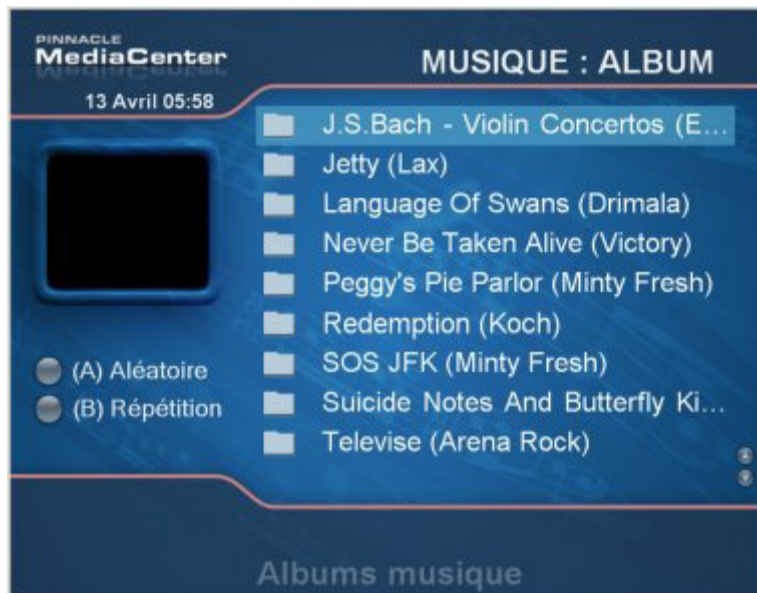 PINNACLE
MediaCenter
MUSIQUE : ALBUM
13 Avril 05:58
J.S.Bach - Violin Concertos (E...
Jetty (Lax)
Language Of Swans (Drimala)
Never Be Taken Alive (Victory)
Peggy's Pie Parlor (Minty Fresh)
Redemption (Koch)
SOS JFK (Minty Fresh)
Suicide Notes And Butterfly Ki...
Televise (Arena Rock)
(A) Aléatoire
(B) Répétition
Albums musique